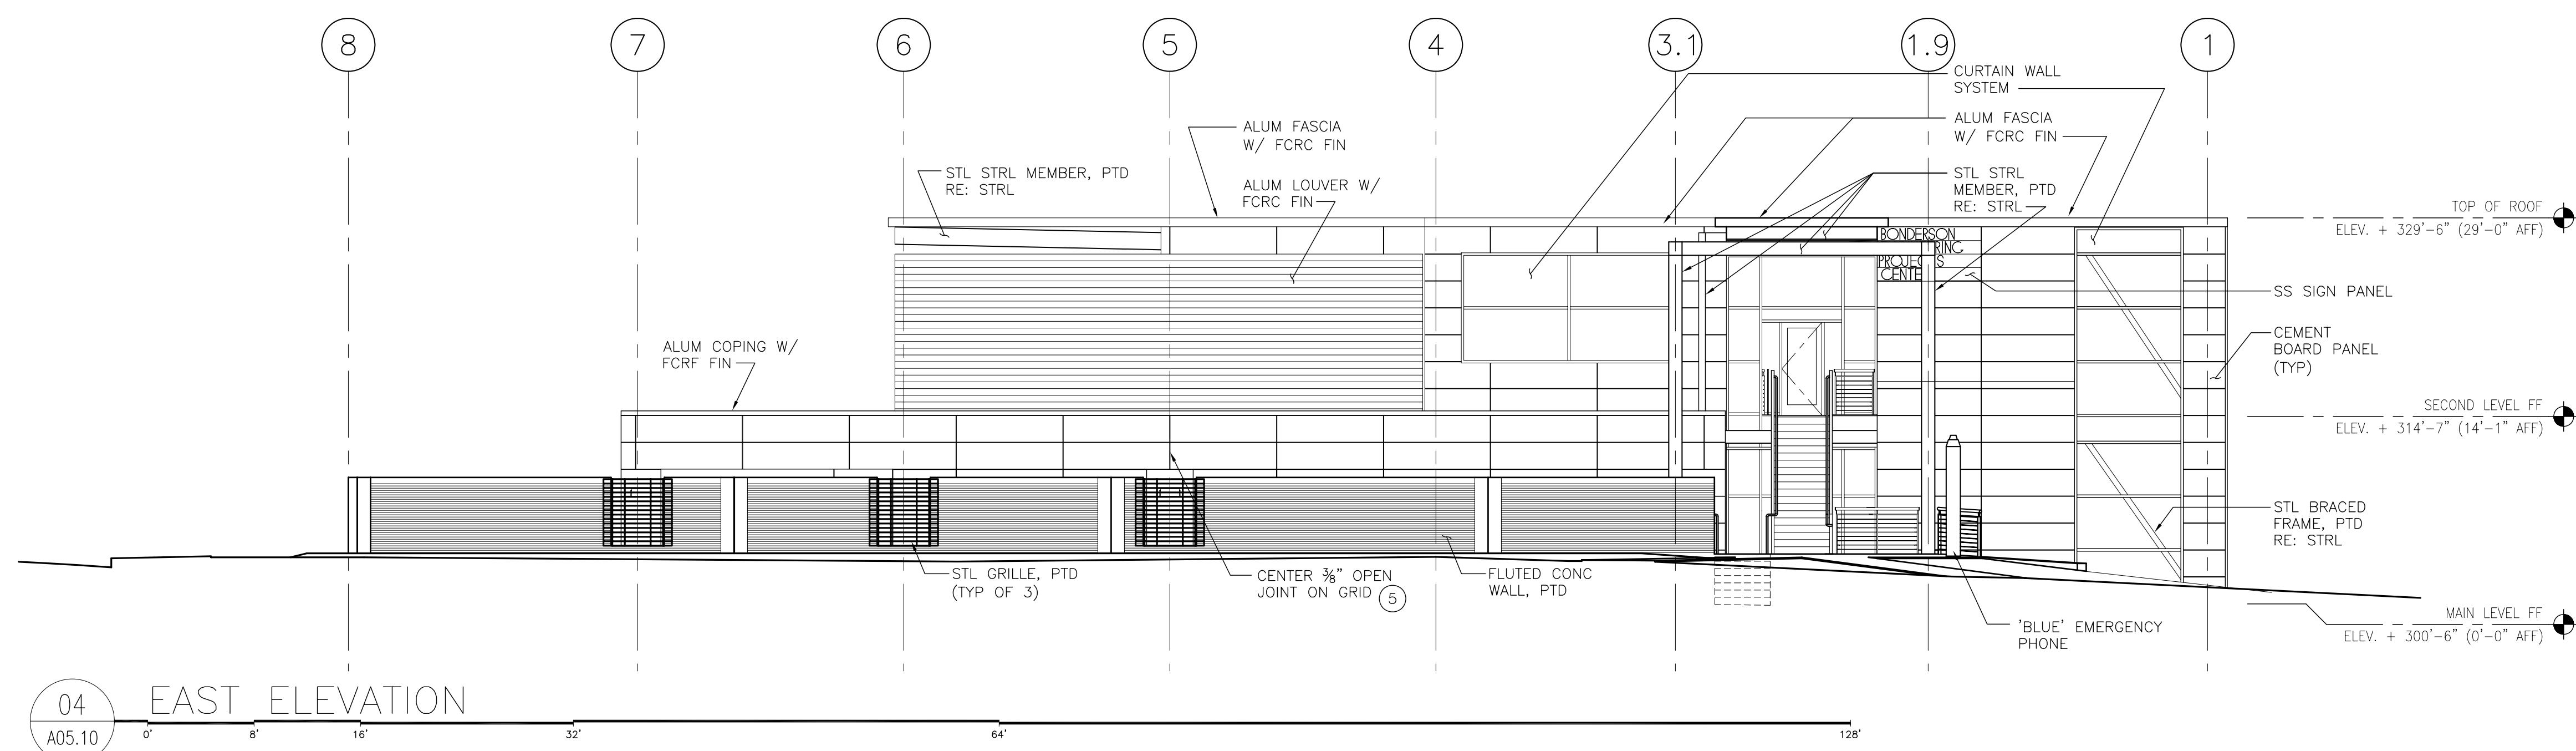 8 7 6 5 4 3.1 1.9 1
CURTAIN WALL
SYSTEM
ALUM FASCIA
W/ FCRC FIN
ALUM FASCIA
W/ FCRC FIN
STL STRL MEMBER, PTD
RE: STRL
ALUM LOUVER W/
FCRC FIN
STL STRL
MEMBER, PTD
RE: STRL
TOP OF ROOF
ELEV. + 329'-6" (29'-0" AFF)
BONDERSON
RING
PROJECTS
CENTE
SS SIGN PANEL
CEMENT
BOARD PANEL
(TYP)
ALUM COPING W/
FCRF FIN
SECOND LEVEL FF
ELEV. + 314'-7" (14'-1" AFF)
STL BRACED
FRAME, PTD
RE: STRL
STL GRILLE, PTD
(TYP OF 3)
CENTER ⅜" OPEN
JOINT ON GRID 5
FLUTED CONC
WALL, PTD
'BLUE' EMERGENCY
PHONE
MAIN LEVEL FF
ELEV. + 300'-6" (0'-0" AFF)
04
A05.10
EAST ELEVATION
0' 8' 16' 32' 64' 128'